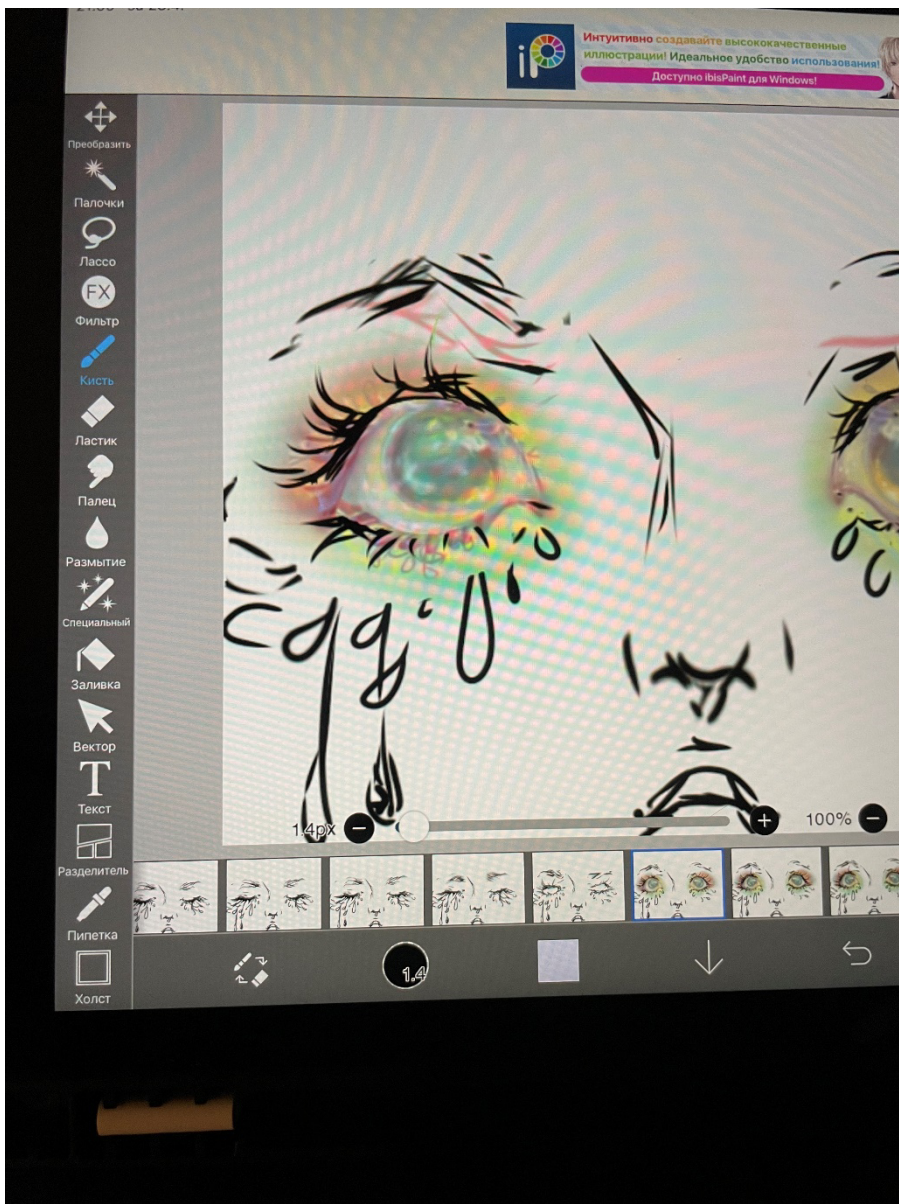 Интуитивно создавайте высококачественные
иллюстрации! Идеальное удобство использования!
Доступно ibisPaint для Windows!
Преобразить
Палочки
Лассо
FX
Фильтр
Кисть
Ластик
Палец
Размытие
Специальный
Заливка
Вектор
T
Текст
Разделитель
Пипетка
Холст
1.4px
100%
1.4